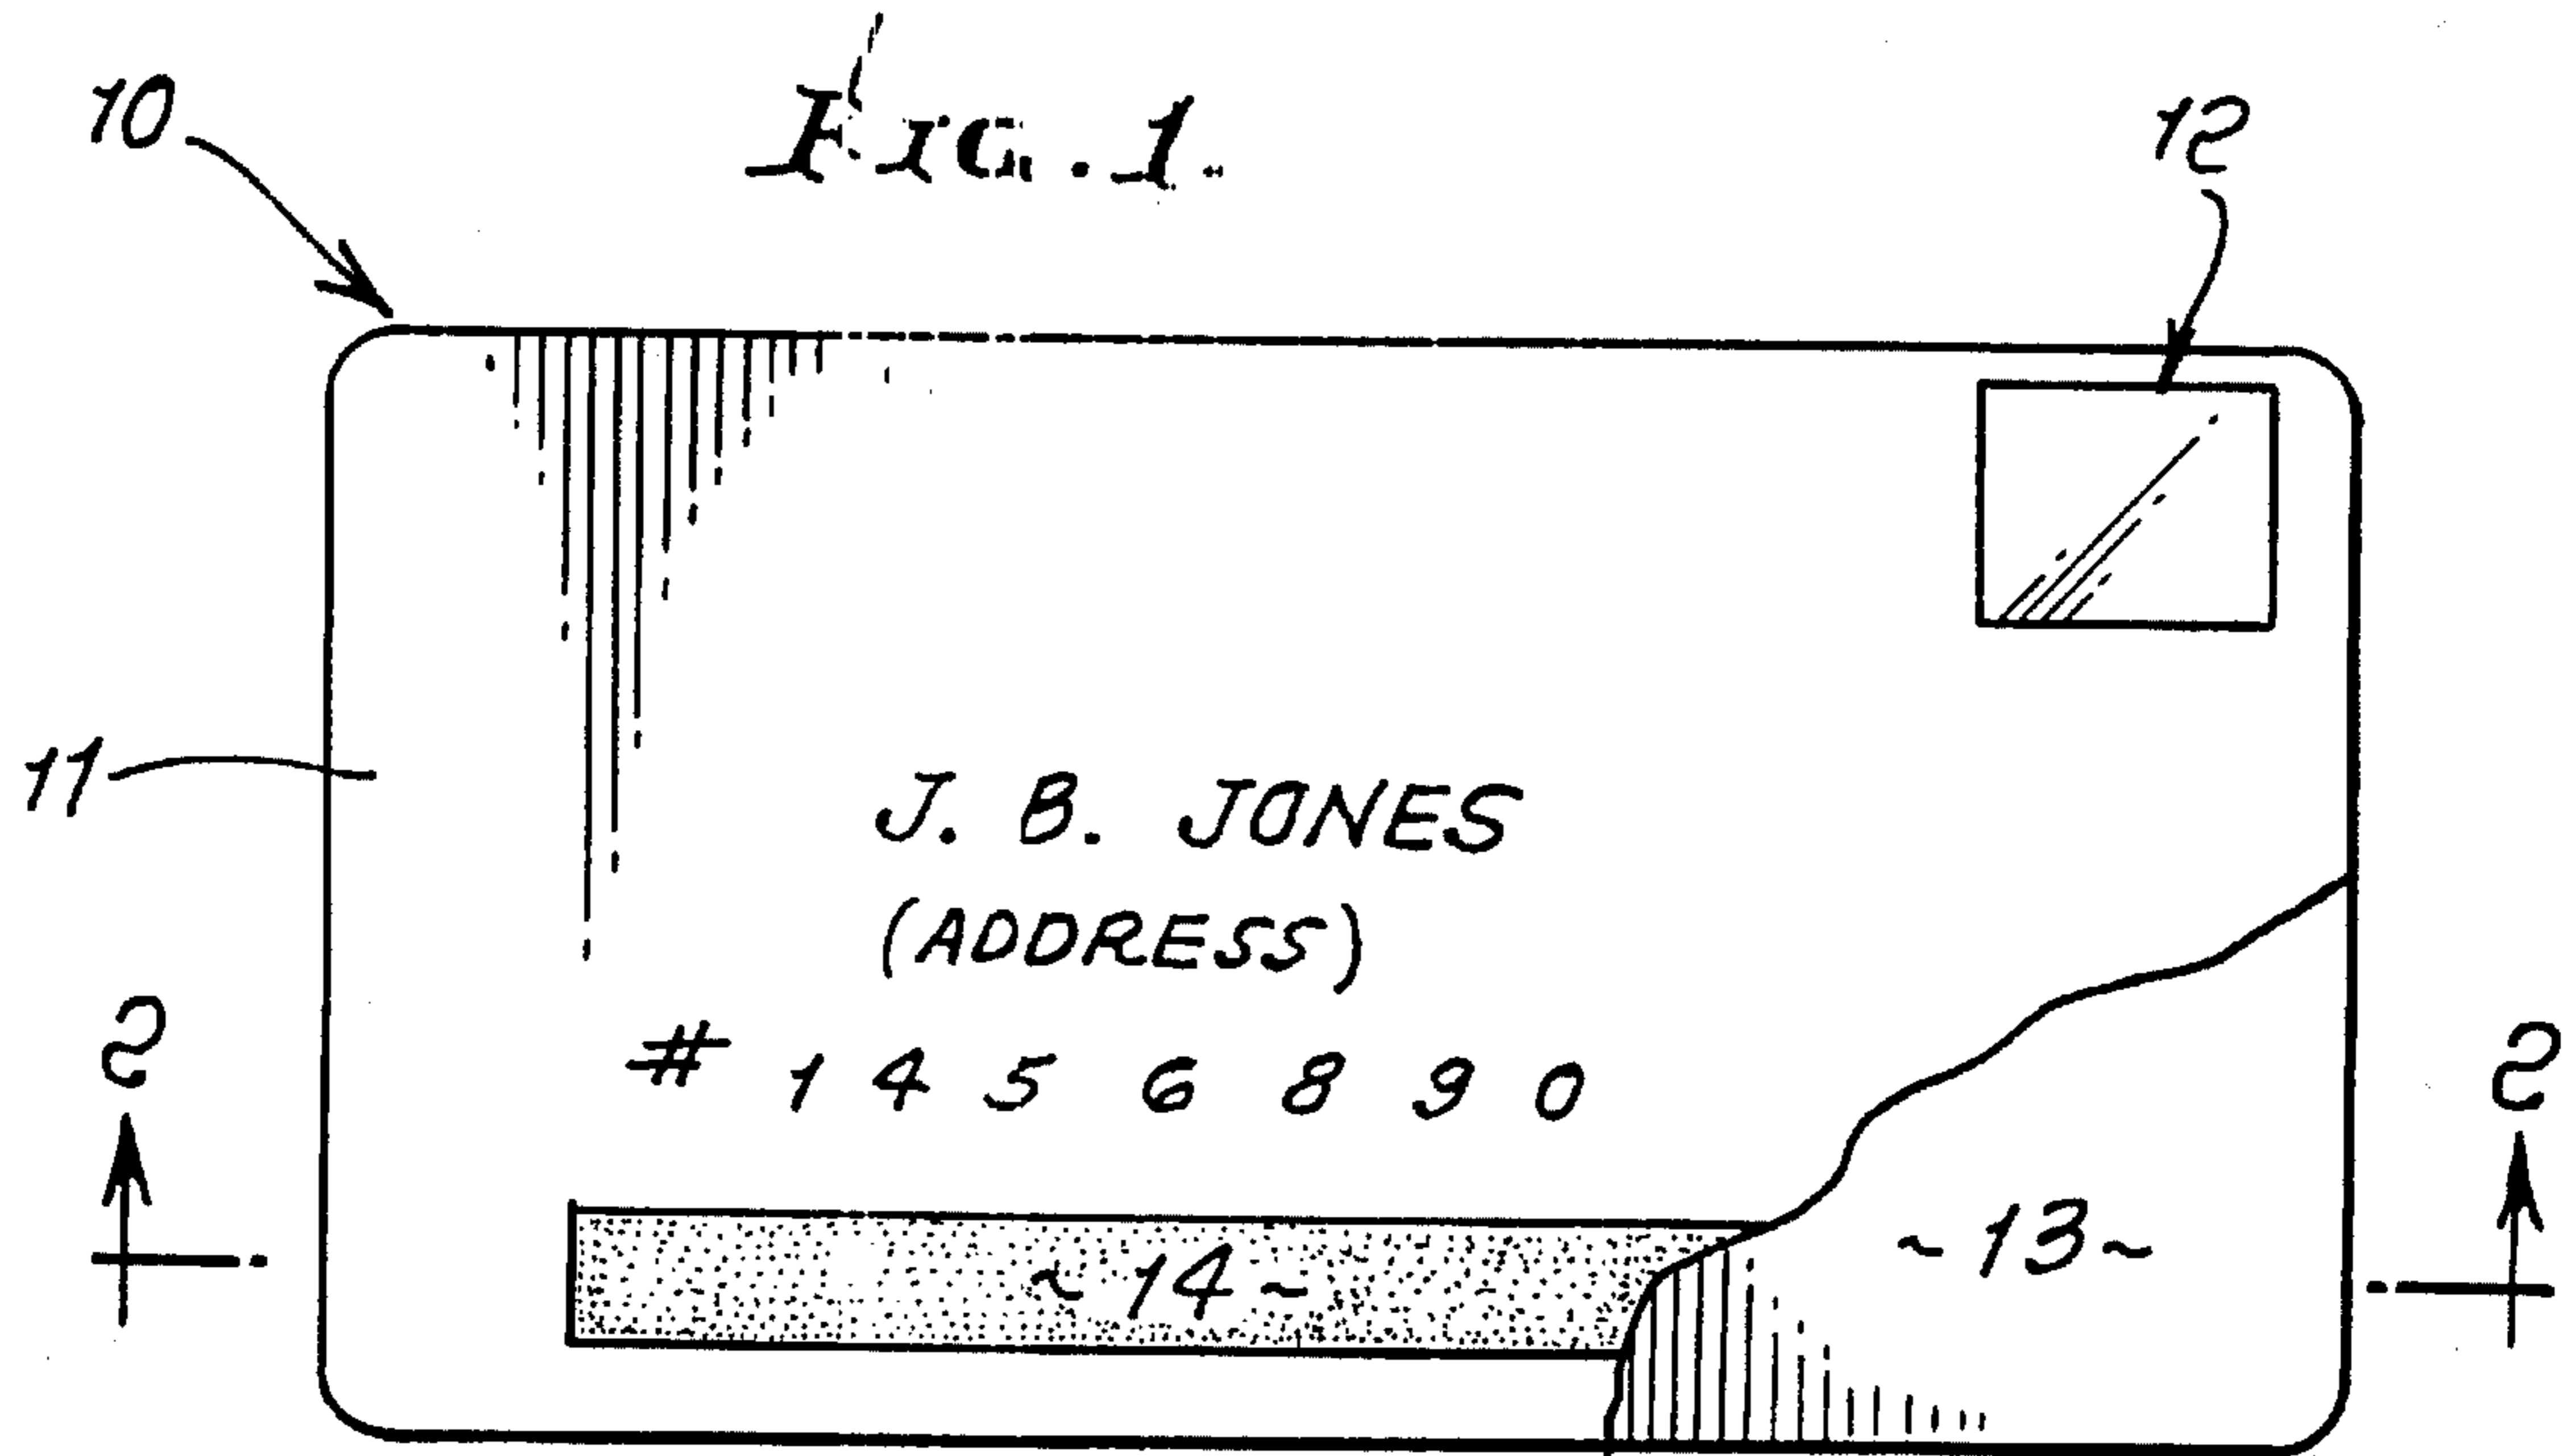 FIG. 1.
10
12
11
J. B. JONES
(ADDRESS)
2
2
# 1 4 5 6 8 9 0
~ 14 ~
~ 13 ~